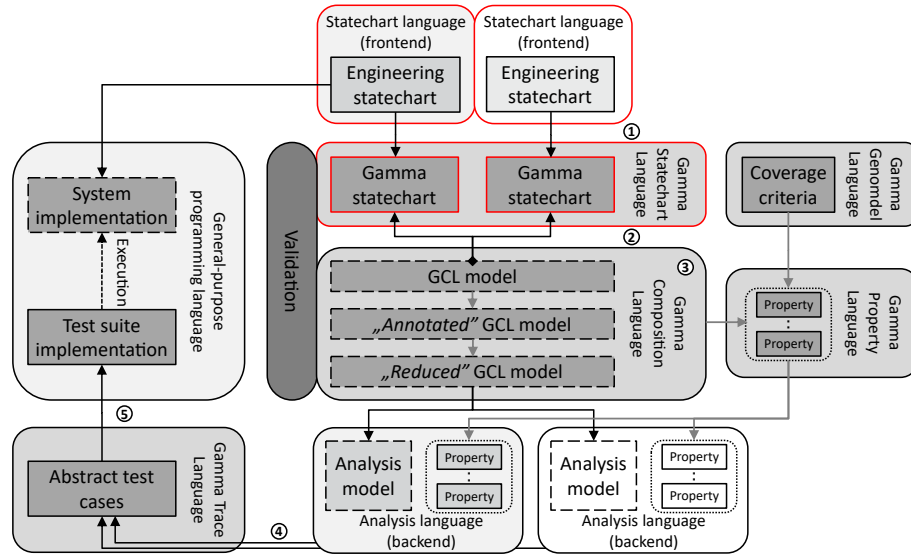 Statechart language
(frontend)
Engineering
statechart
Statechart language
(frontend)
Engineering
statechart
①
Gamma
statechart
Gamma
statechart
Gamma
Statechart
Language
②
Validation
System
implementation
Execution
Test suite
implementation
General-purpose
programming language
Coverage
criteria
Gamma
Genomdel
Language
③
GCL model
„Annotated” GCL model
„Reduced” GCL model
Gamma
Composition
Language
Property
⋮
Property
Gamma
Property
Language
⑤
Abstract test
cases
Gamma Trace
Language
④
Analysis
model
Property
⋮
Property
Analysis language
(backend)
Analysis
model
Property
⋮
Property
Analysis language
(backend)